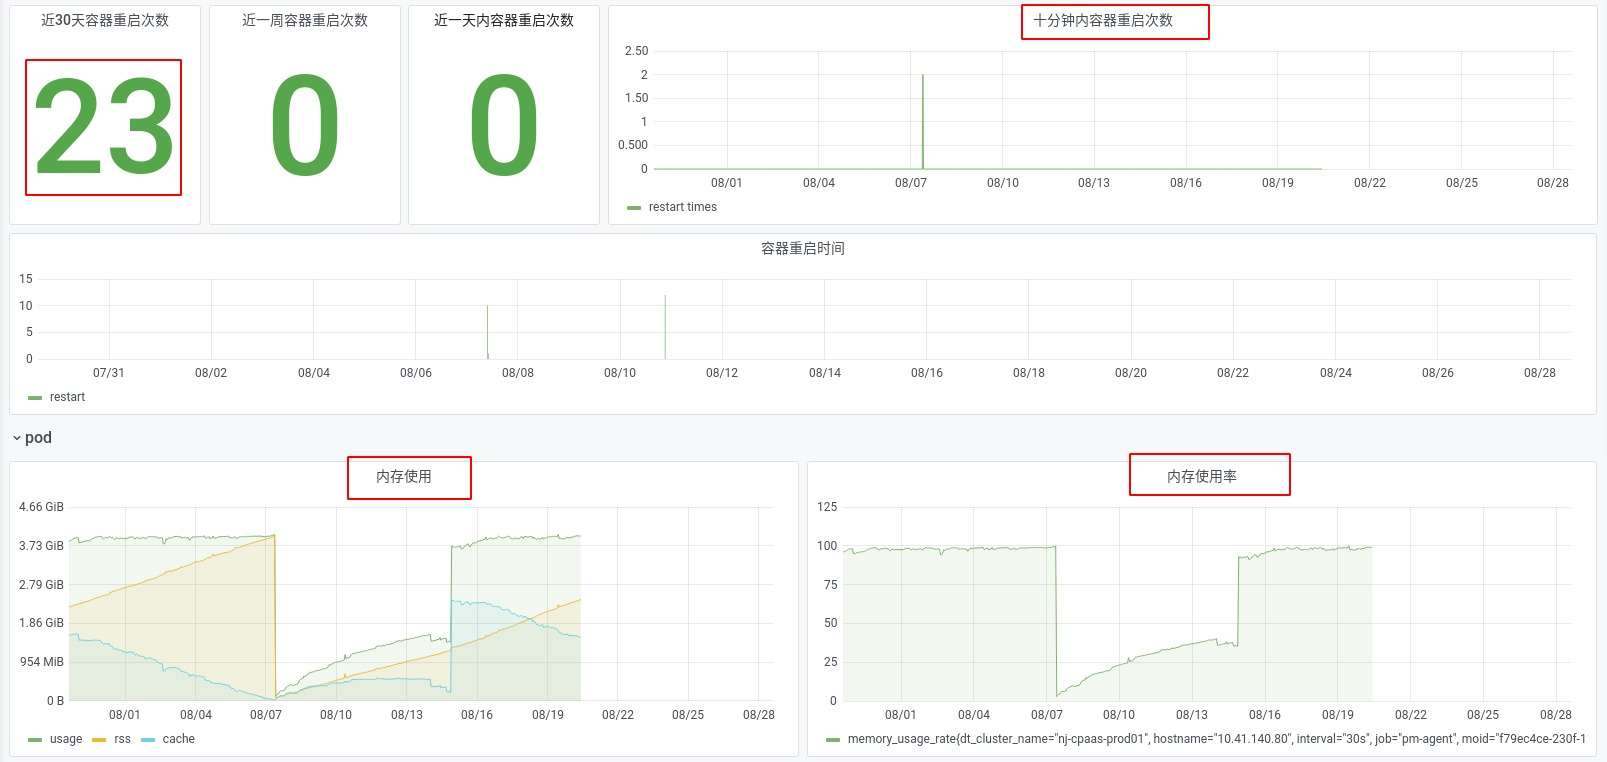 近30天容器重启次数
近一周容器重启次数
近一天内容器重启次数
十分钟内容器重启次数
23
0
0
2.50
2
1.50
1
0.500
0
08/01 08/04 08/07 08/10 08/13 08/16 08/19 08/22 08/25 08/28
restart times
容器重启时间
15
10
5
0
07/31 08/02 08/04 08/06 08/08 08/10 08/12 08/14 08/16 08/18 08/20 08/22 08/24 08/26 08/28
restart
pod
内存使用
4.66 GiB
3.73 GiB
2.79 GiB
1.86 GiB
954 MiB
0 B
08/01 08/04 08/07 08/10 08/13 08/16 08/19 08/22 08/25 08/28
usage rss cache
内存使用率
125
100
75
50
25
0
08/01 08/04 08/07 08/10 08/13 08/16 08/19 08/22 08/25 08/28
memory_usage_rate{dt_cluster_name="nj-cpaas-prod01", hostname="10.41.140.80", interval="30s", job="pm-agent", moid="f79ec4ce-230f-1